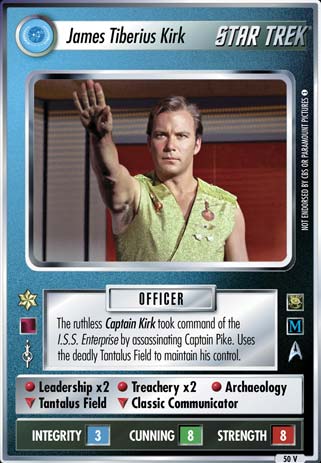 James Tiberius Kirk
STAR TREK
NOT ENDORSED BY CBS OR PARAMOUNT PICTURES
OFFICER
The ruthless Captain Kirk took command of the
I.S.S. Enterprise by assassinating Captain Pike. Uses
the deadly Tantalus Field to maintain his control.
M
Leadership x2 Treachery x2 Archaeology
Tantalus Field Classic Communicator
INTEGRITY 3 CUNNING 8 STRENGTH 8
50 V